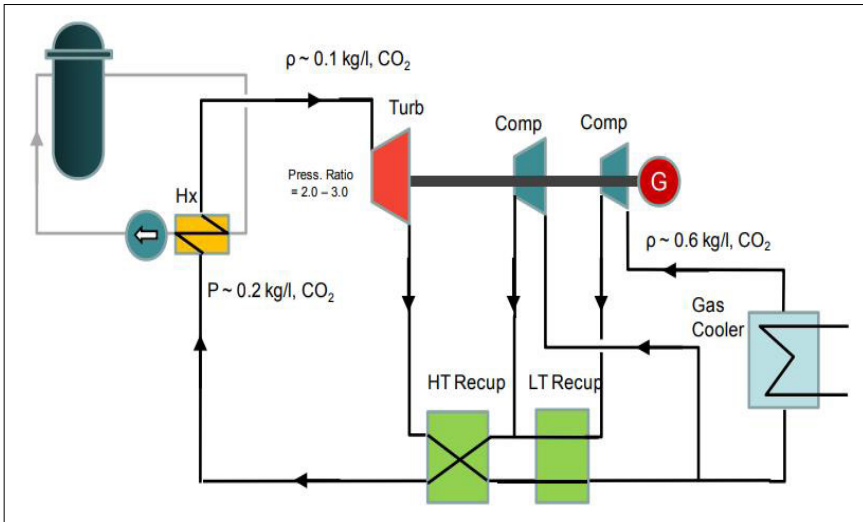 ρ ~ 0.1 kg/l, CO₂
Turb
Comp
Comp
Press. Ratio
= 2.0 – 3.0
G
Hx
ρ ~ 0.6 kg/l, CO₂
P ~ 0.2 kg/l, CO₂
Gas
Cooler
HT Recup
LT Recup